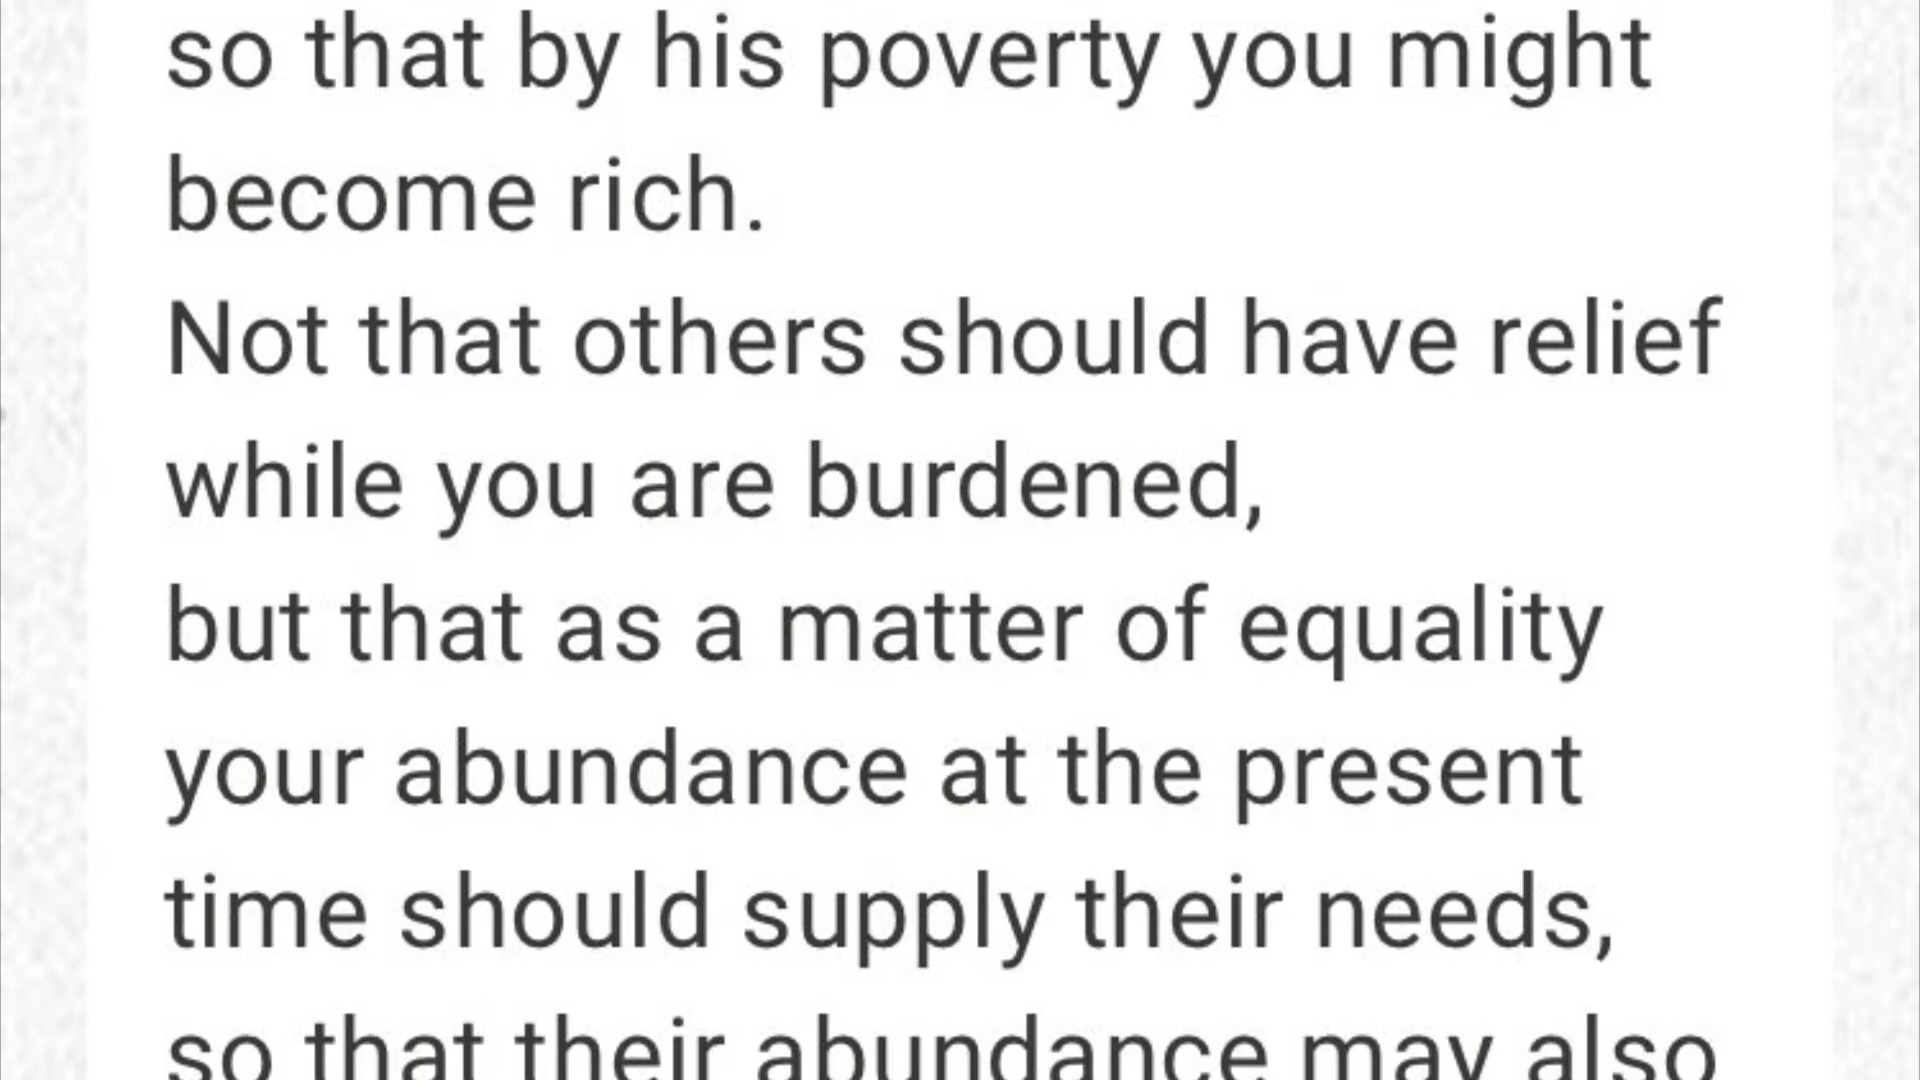 so that by his poverty you might
become rich.
Not that others should have relief
while you are burdened,
but that as a matter of equality
your abundance at the present
time should supply their needs,
so that their abundance may also